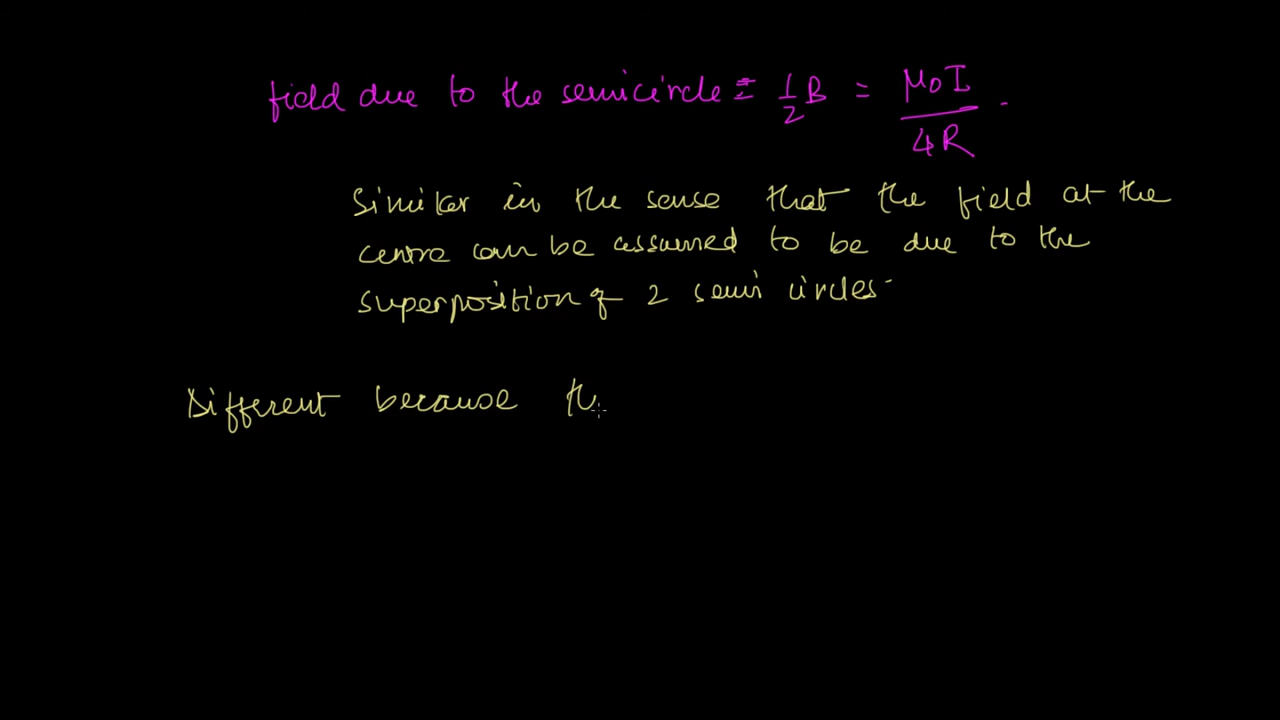 field due to the semicircle = 1/2 B = μ0I/4R.
Similar in the sense that the field at the
centre can be assumed to be due to the
superposition of 2 semi circles.
Different because th